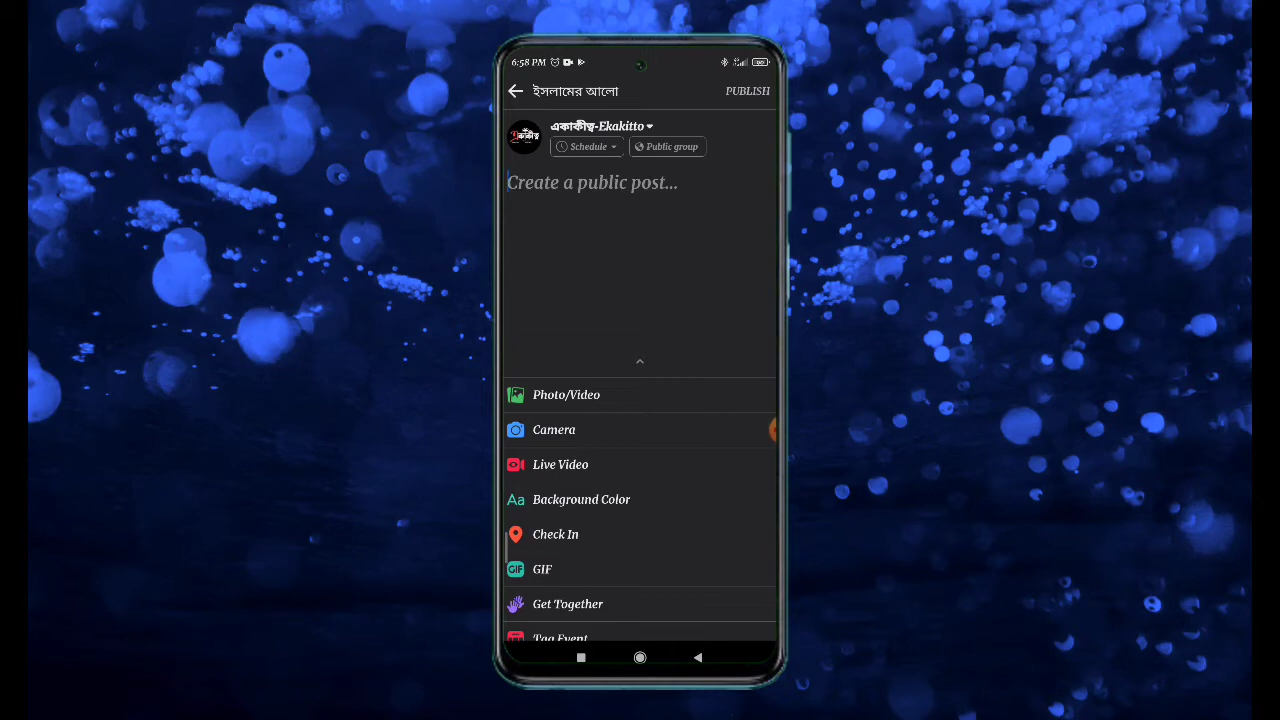 6:58 PM
ইসলামের আলো
PUBLISH
একাকীত্ব-Ekakitto
Schedule
Public group
Create a public post...
Photo/Video
Camera
Live Video
Aa
Background Color
Check In
GIF
GIF
Get Together
Tag Event